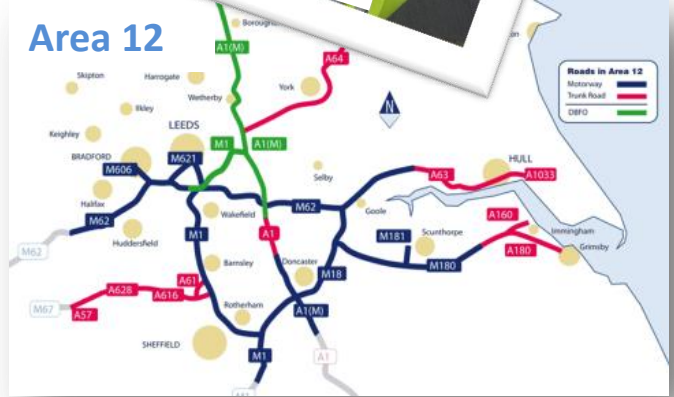 Area 12
A1(M)
A64
Skipton
Harrogate
York
Wetherby
Ilkley
Keighley
LEEDS
M1
A1(M)
BRADFORD
M621
M606
Selby
HULL
A63
A1033
Halifax
M62
Wakefield
M62
Goole
A160
M62
Huddersfield
M1
A1
M181
Scunthorpe
Immingham
Grimsby
A180
M180
Barnsley
Doncaster
M18
A61
A628
A616
M67
A57
Rotherham
A1(M)
SHEFFIELD
M1
A1
N
Roads in Area 12
Motorway
Trunk Road
DBFO